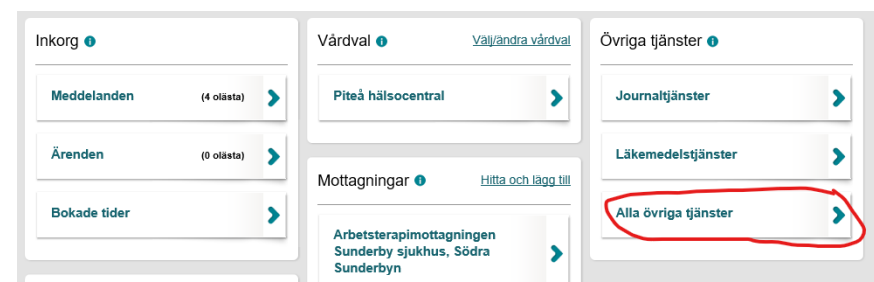 Inkorg
Meddelanden (4 olästa)
Ärenden (0 olästa)
Bokade tider
Vårdval Välj/ändra vårdval
Piteå hälsocentral
Mottagningar Hitta och lägg till
Arbetsterapimottagningen
Sunderby sjukhus, Södra
Sunderbyn
Övriga tjänster
Journaltjänster
Läkemedelstjänster
Alla övriga tjänster